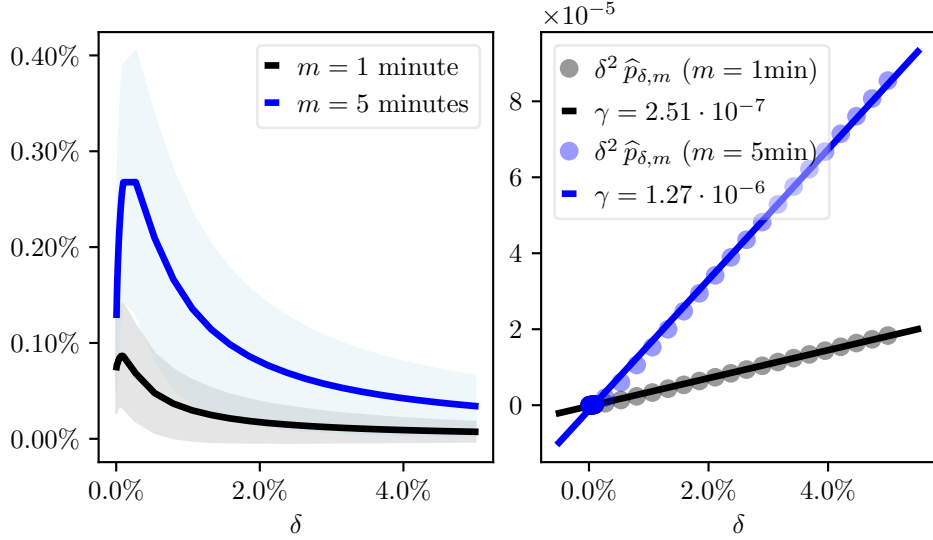 0.40%
0.30%
0.20%
0.10%
0.00%
m = 1 minute
m = 5 minutes
0.0%
2.0%
4.0%
δ
×10⁻⁵
8
6
4
2
0
δ² p̂_{δ,m} (m = 1min)
γ = 2.51 · 10⁻⁷
δ² p̂_{δ,m} (m = 5min)
γ = 1.27 · 10⁻⁶
0.0%
2.0%
4.0%
δ